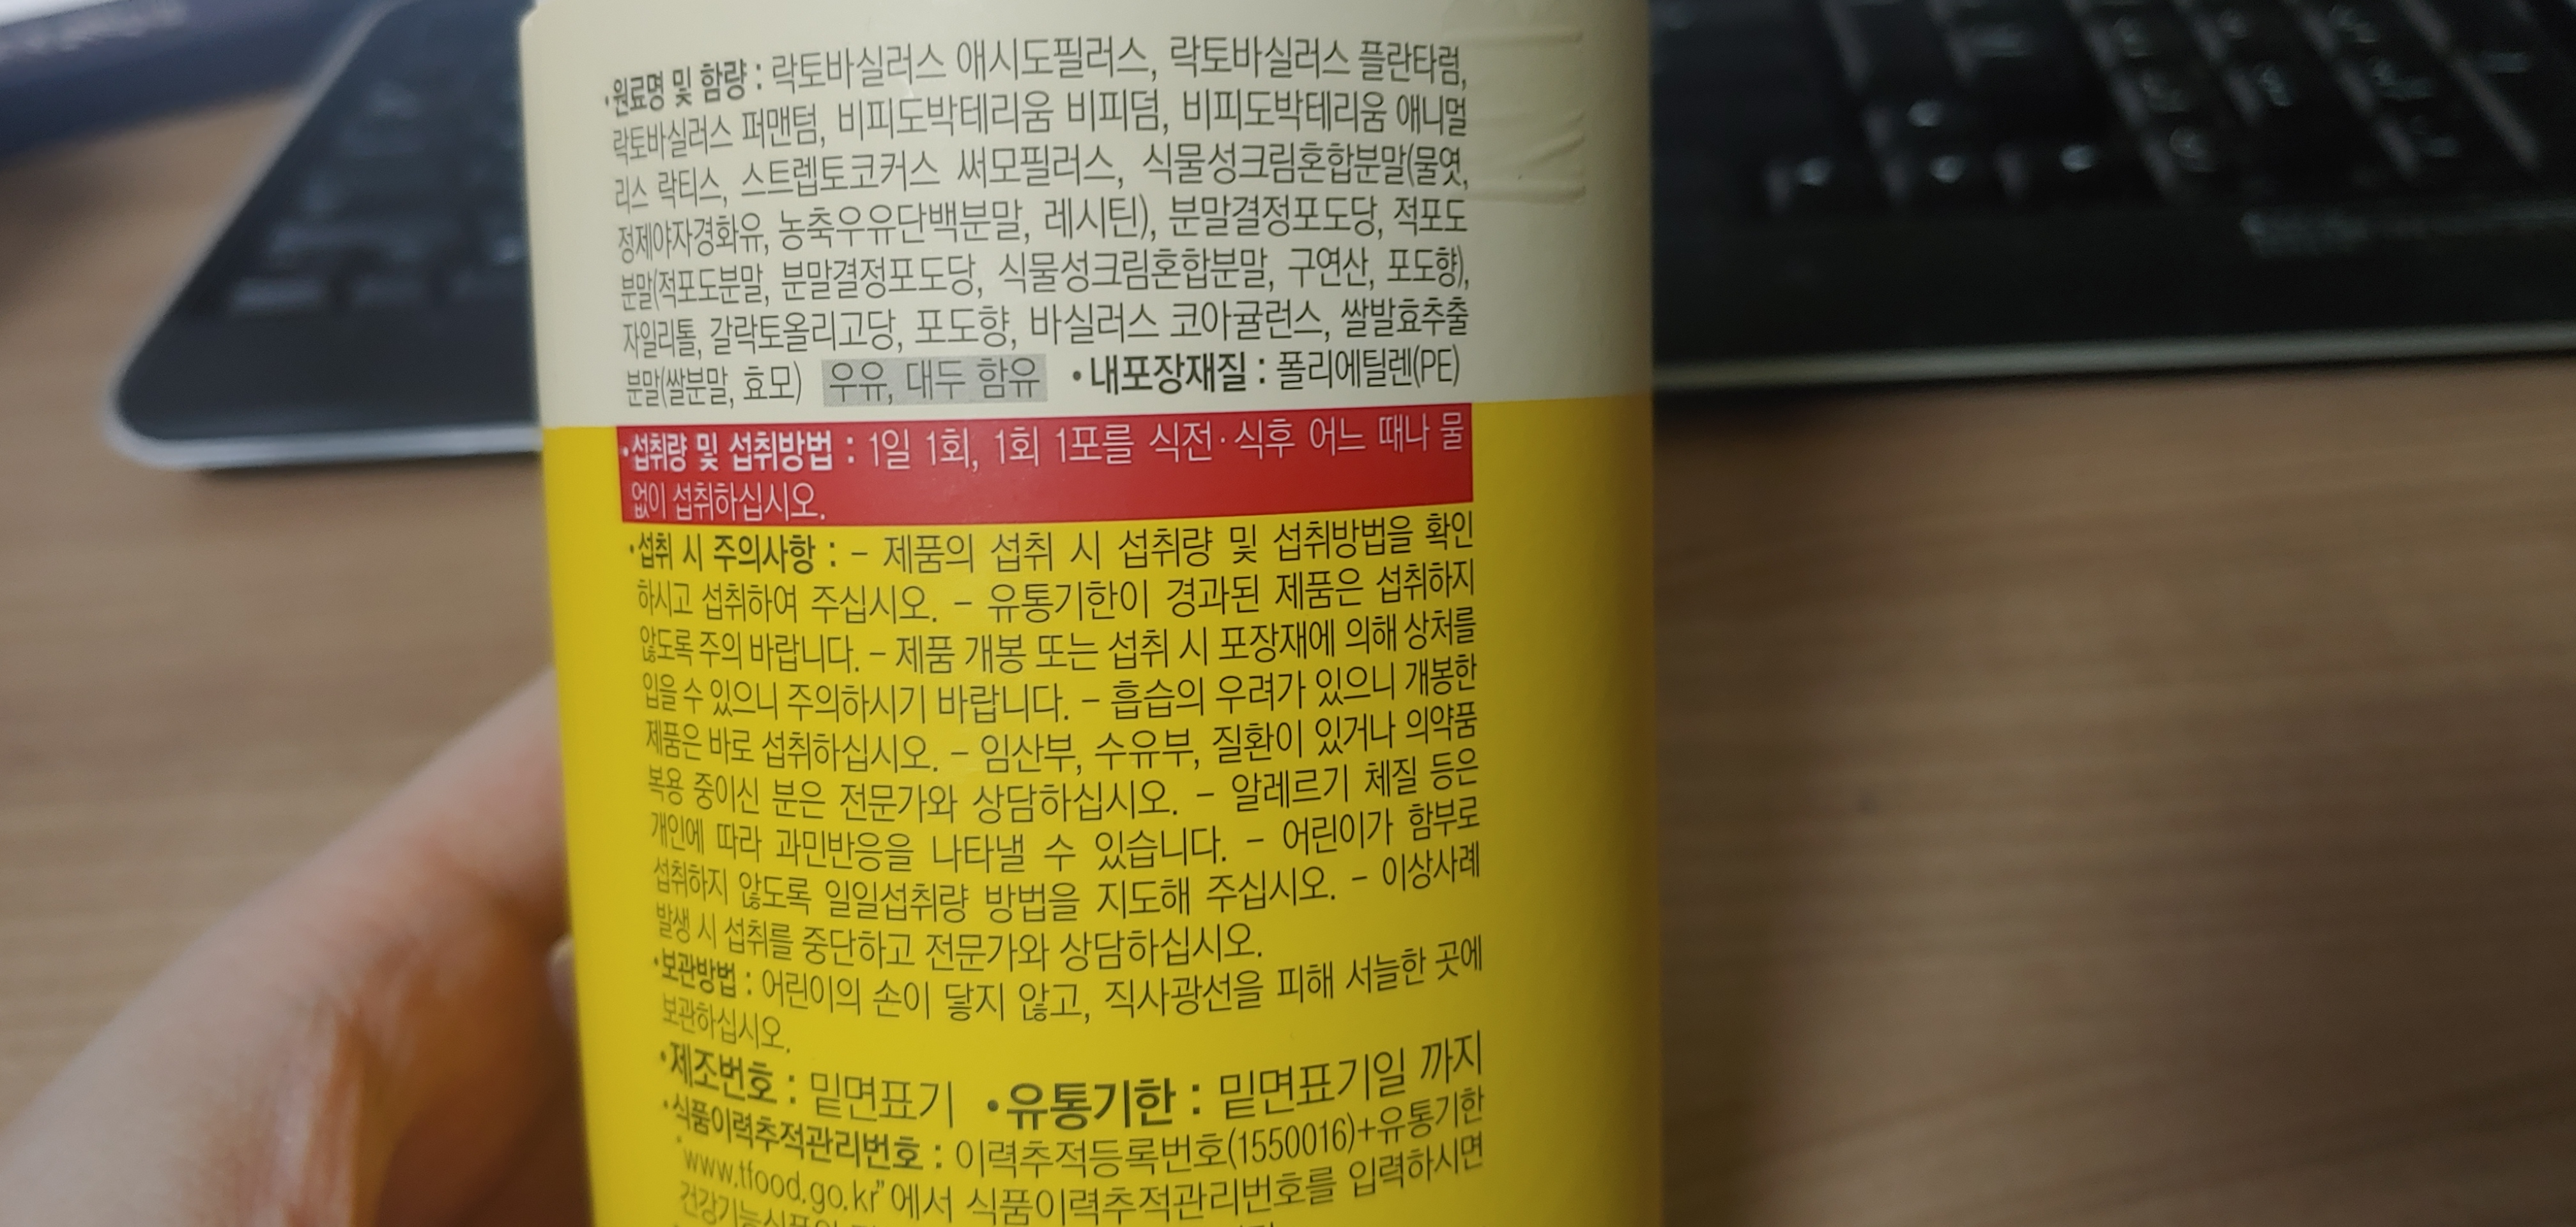 ·원료명 및 함량 : 락토바실러스 애시도필러스, 락토바실러스 플란타럼,
락토바실러스 퍼맨텀, 비피도박테리움 비피덤, 비피도박테리움 애니멀
리스 락티스, 스트렙토코커스 써모필러스, 식물성크림혼합분말(물엿,
정제야자경화유, 농축우유단백분말, 레시틴), 분말결정포도당, 적포도
분말(적포도분말, 분말결정포도당, 식물성크림혼합분말, 구연산, 포도향),
자일리톨, 갈락토올리고당, 포도향, 바실러스 코아귤런스, 쌀발효추출
분말(쌀분말, 효모) 우유, 대두 함유 •내포장재질 : 폴리에틸렌(PE)
•섭취량 및 섭취방법 : 1일 1회, 1회 1포를 식전·식후 어느 때나 물
없이 섭취하십시오.
•섭취 시 주의사항 : – 제품의 섭취 시 섭취량 및 섭취방법을 확인
하시고 섭취하여 주십시오. – 유통기한이 경과된 제품은 섭취하지
않도록 주의 바랍니다. – 제품 개봉 또는 섭취 시 포장재에 의해 상처를
입을 수 있으니 주의하시기 바랍니다. – 흡습의 우려가 있으니 개봉한
제품은 바로 섭취하십시오. – 임산부, 수유부, 질환이 있거나 의약품
복용 중이신 분은 전문가와 상담하십시오. – 알레르기 체질 등은
개인에 따라 과민반응을 나타낼 수 있습니다. – 어린이가 함부로
섭취하지 않도록 일일섭취량 방법을 지도해 주십시오. – 이상사례
발생 시 섭취를 중단하고 전문가와 상담하십시오.
•보관방법 : 어린이의 손이 닿지 않고, 직사광선을 피해 서늘한 곳에
보관하십시오.
•제조번호 : 밑면표기 •유통기한 : 밑면표기일 까지
•식품이력추적관리번호 : 이력추적등록번호(1550016)+유통기한
"www.tfood.go.kr"에서 식품이력추적관리번호를 입력하시면